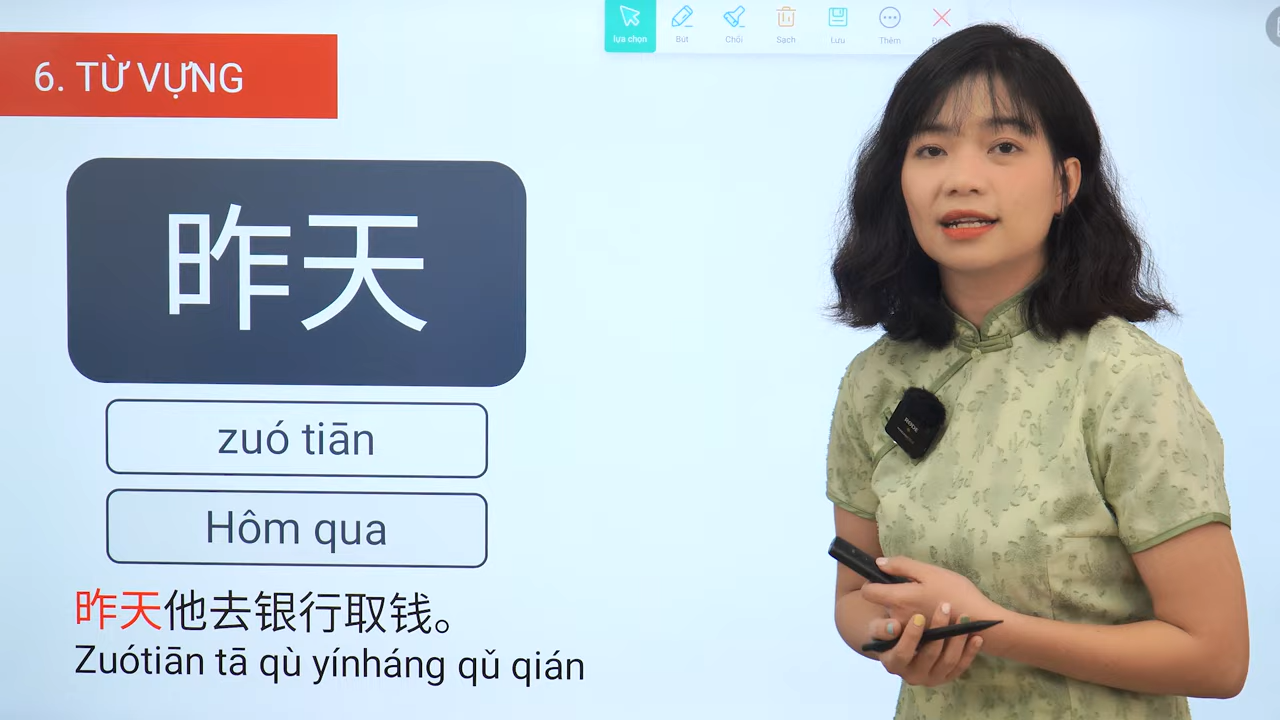 lựa chọn Bút Chổi Sạch Lưu Thêm
6. TỪ VỰNG
昨天
zuó tiān
Hôm qua
昨天他去银行取钱。
Zuótiān tā qù yínháng qǔ qián